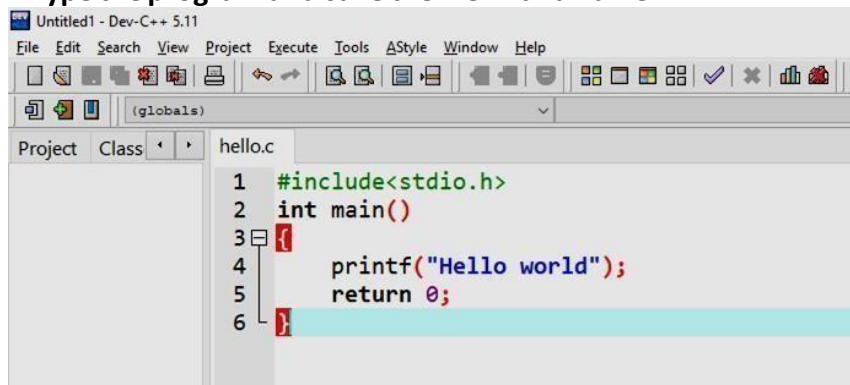 Untitled1 - Dev-C++ 5.11
File Edit Search View Project Execute Tools AStyle Window Help
(globals)
Project Class hello.c
1 #include<stdio.h>
2 int main()
3 {
4 printf("Hello world");
5 return 0;
6 }